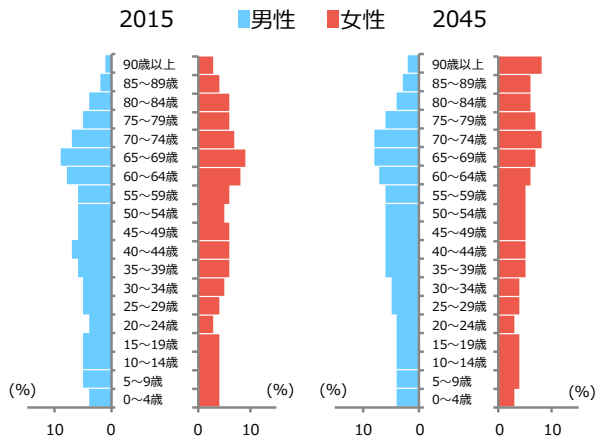 2015 男性 女性 2045
90歳以上 90歳以上
85～89歳 85～89歳
80～84歳 80～84歳
75～79歳 75～79歳
70～74歳 70～74歳
65～69歳 65～69歳
60～64歳 60～64歳
55～59歳 55～59歳
50～54歳 50～54歳
45～49歳 45～49歳
40～44歳 40～44歳
35～39歳 35～39歳
30～34歳 30～34歳
25～29歳 25～29歳
20～24歳 20～24歳
15～19歳 15～19歳
10～14歳 10～14歳
(%) 5～9歳 (%) (%) 5～9歳 (%)
0～4歳 0～4歳
10 0 0 10 10 0 0 10